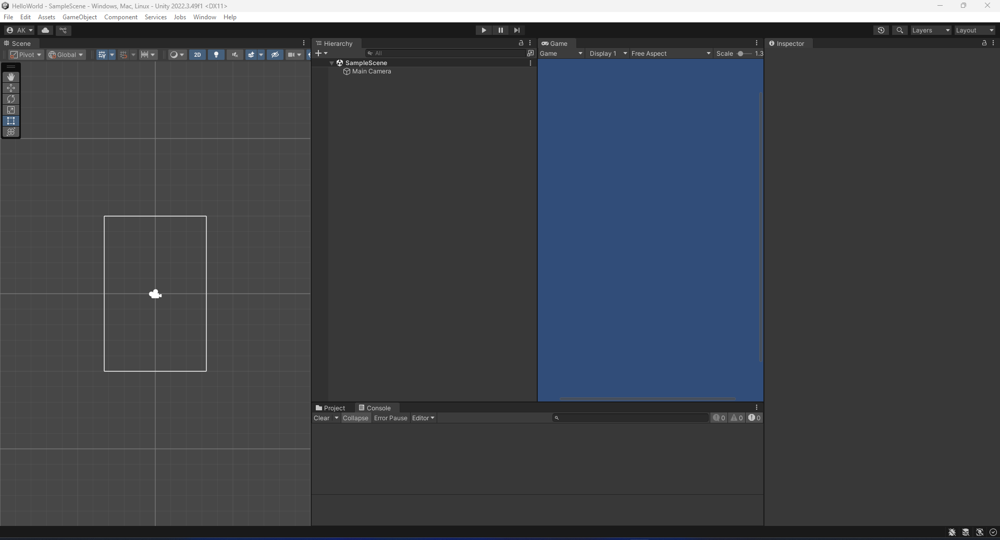 HelloWorld - SampleScene - Windows, Mac, Linux - Unity 2022.3.49f1 <DX11>
File Edit Assets GameObject Component Services Jobs Window Help
AK Layers Layout
Scene
Pivot Global 2D
Hierarchy
All
SampleScene
Main Camera
Game
Game Display 1 Free Aspect Scale 1.3
Inspector
Project Console
Clear Collapse Error Pause Editor 0 0 0